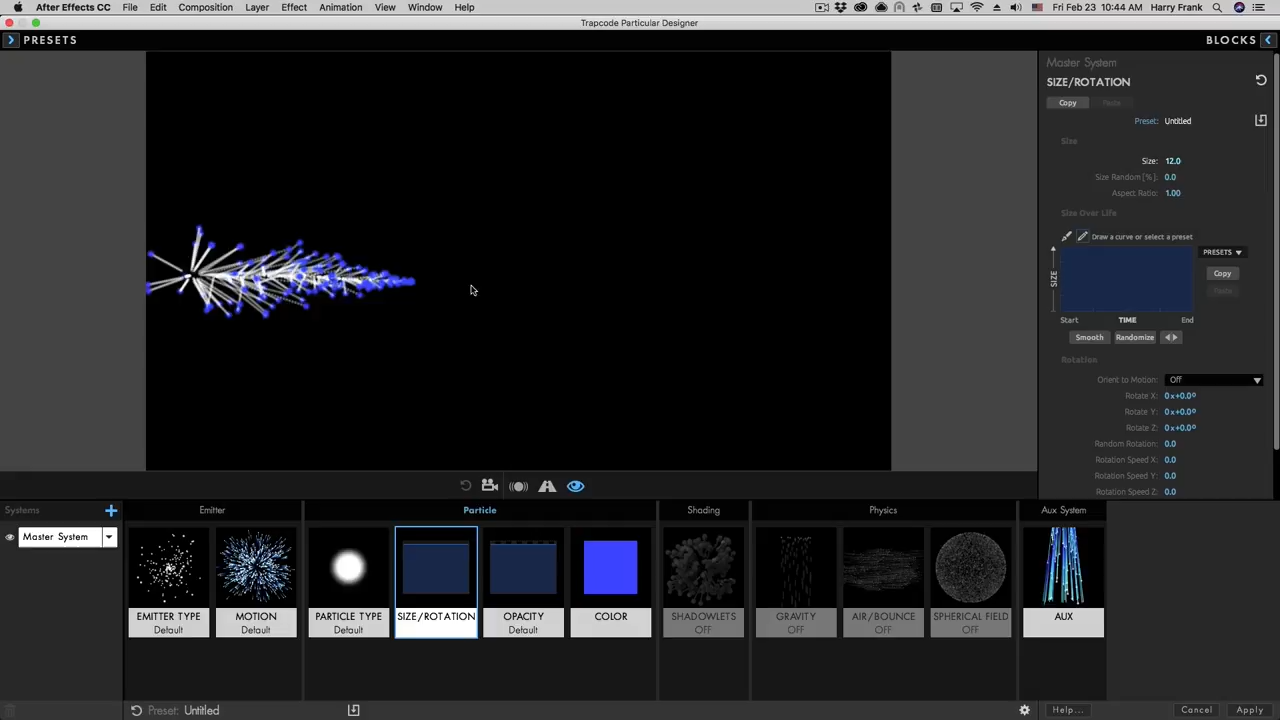 After Effects CC File Edit Composition Layer Effect Animation View Window Help Fri Feb 23 10:44 AM Harry Frank
Trapcode Particular Designer
PRESETS
BLOCKS
Master System
SIZE/ROTATION
Copy Paste
Preset: Untitled
Size
Size: 12.0
Size Random [%]: 0.0
Aspect Ratio: 1.00
Size Over Life
Draw a curve or select a preset
PRESETS
SIZE
Copy
Paste
Start TIME End
Smooth Randomize
Rotation
Orient to Motion: Off
Rotate X: 0x+0.0º
Rotate Y: 0x+0.0º
Rotate Z: 0x+0.0º
Random Rotation: 0.0
Rotation Speed X: 0.0
Rotation Speed Y: 0.0
Rotation Speed Z: 0.0
Systems +
Emitter Particle Shading Physics Aux System
Master System
EMITTER TYPE
Default
MOTION
Default
PARTICLE TYPE
Default
SIZE/ROTATION
OPACITY
Default
COLOR
SHADOWLETS
OFF
GRAVITY
OFF
AIR/BOUNCE
OFF
SPHERICAL FIELD
OFF
AUX
Preset: Untitled
Help...
Cancel
Apply